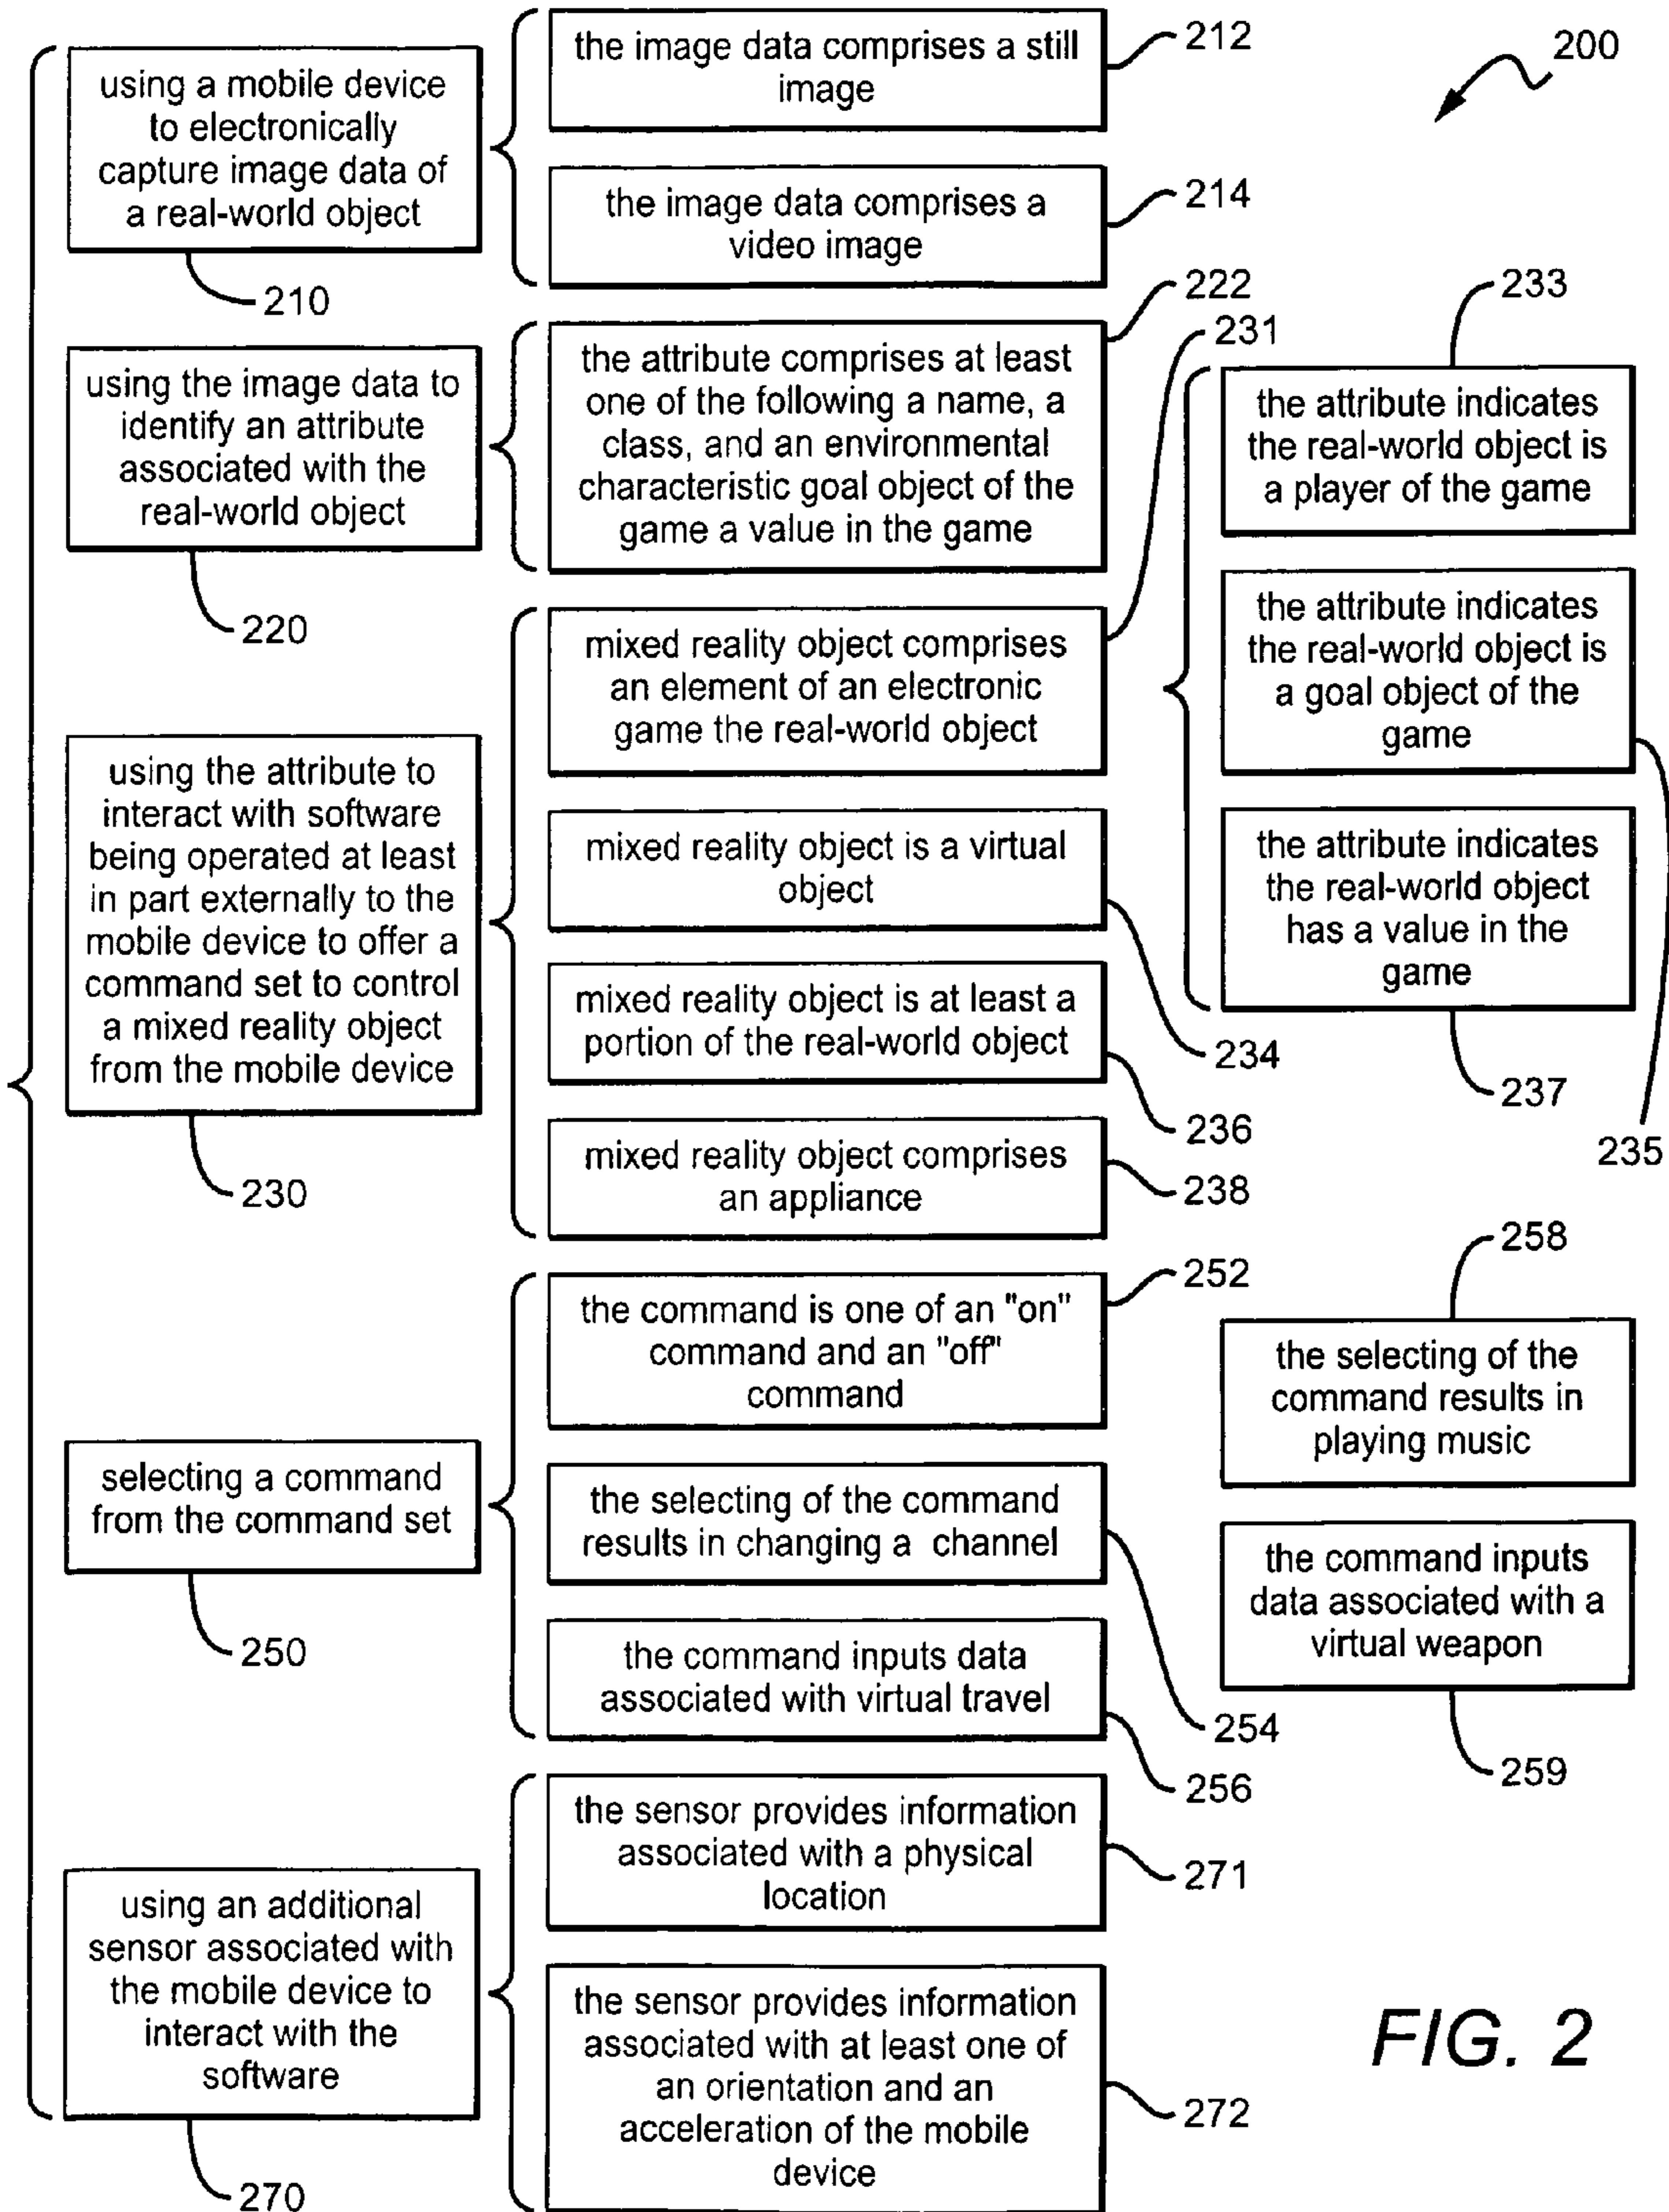 200
using a mobile device
to electronically
capture image data of
a real-world object
210
the image data comprises a still
image
212
the image data comprises a
video image
214
using the image data to
identify an attribute
associated with the
real-world object
220
the attribute comprises at least
one of the following a name, a
class, and an environmental
characteristic goal object of the
game a value in the game
222
using the attribute to
interact with software
being operated at least
in part externally to the
mobile device to offer a
command set to control
a mixed reality object
from the mobile device
230
mixed reality object comprises
an element of an electronic
game the real-world object
231
the attribute indicates
the real-world object is
a player of the game
233
the attribute indicates
the real-world object is
a goal object of the
game
235
the attribute indicates
the real-world object
has a value in the
game
237
mixed reality object is a virtual
object
234
mixed reality object is at least a
portion of the real-world object
236
mixed reality object comprises
an appliance
238
selecting a command
from the command set
250
the command is one of an "on"
command and an "off"
command
252
the selecting of the command
results in changing a channel
254
the command inputs data
associated with virtual travel
256
258
the selecting of the
command results in
playing music
the command inputs
data associated with a
virtual weapon
259
using an additional
sensor associated with
the mobile device to
interact with the
software
270
the sensor provides information
associated with a physical
location
271
the sensor provides information
associated with at least one of
an orientation and an
acceleration of the mobile
device
272
FIG. 2